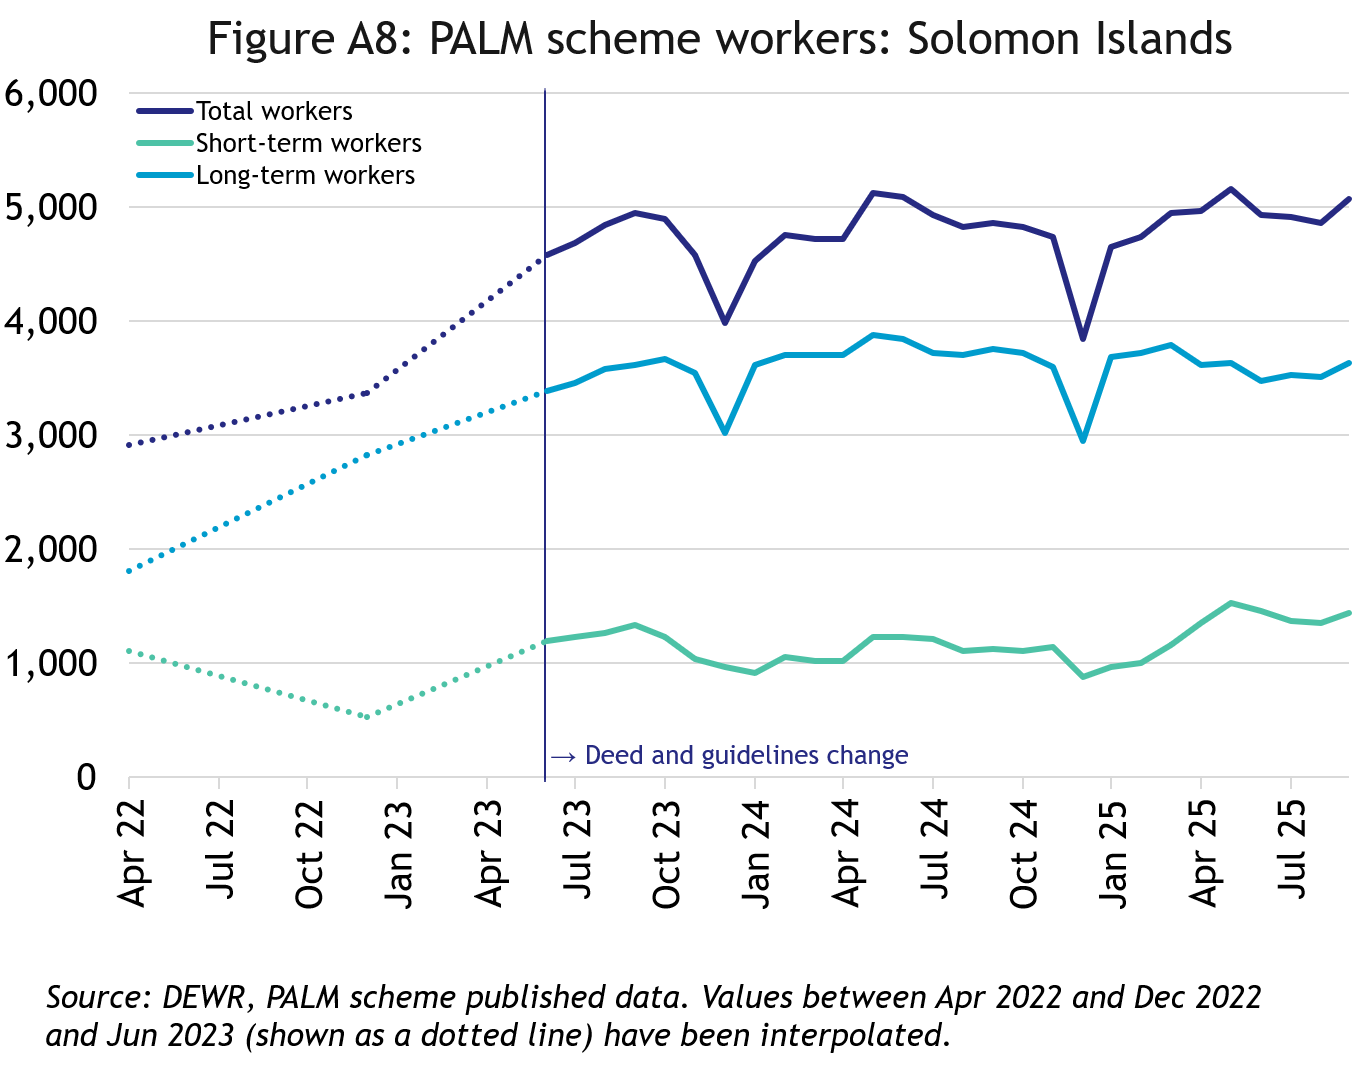 Figure A8: PALM scheme workers: Solomon Islands
6,000
Total workers
Short-term workers
Long-term workers
5,000
4,000
3,000
2,000
1,000
→ Deed and guidelines change
0
Apr 22
Jul 22
Oct 22
Jan 23
Apr 23
Jul 23
Oct 23
Jan 24
Apr 24
Jul 24
Oct 24
Jan 25
Apr 25
Jul 25
Source: DEWR, PALM scheme published data. Values between Apr 2022 and Dec 2022
and Jun 2023 (shown as a dotted line) have been interpolated.